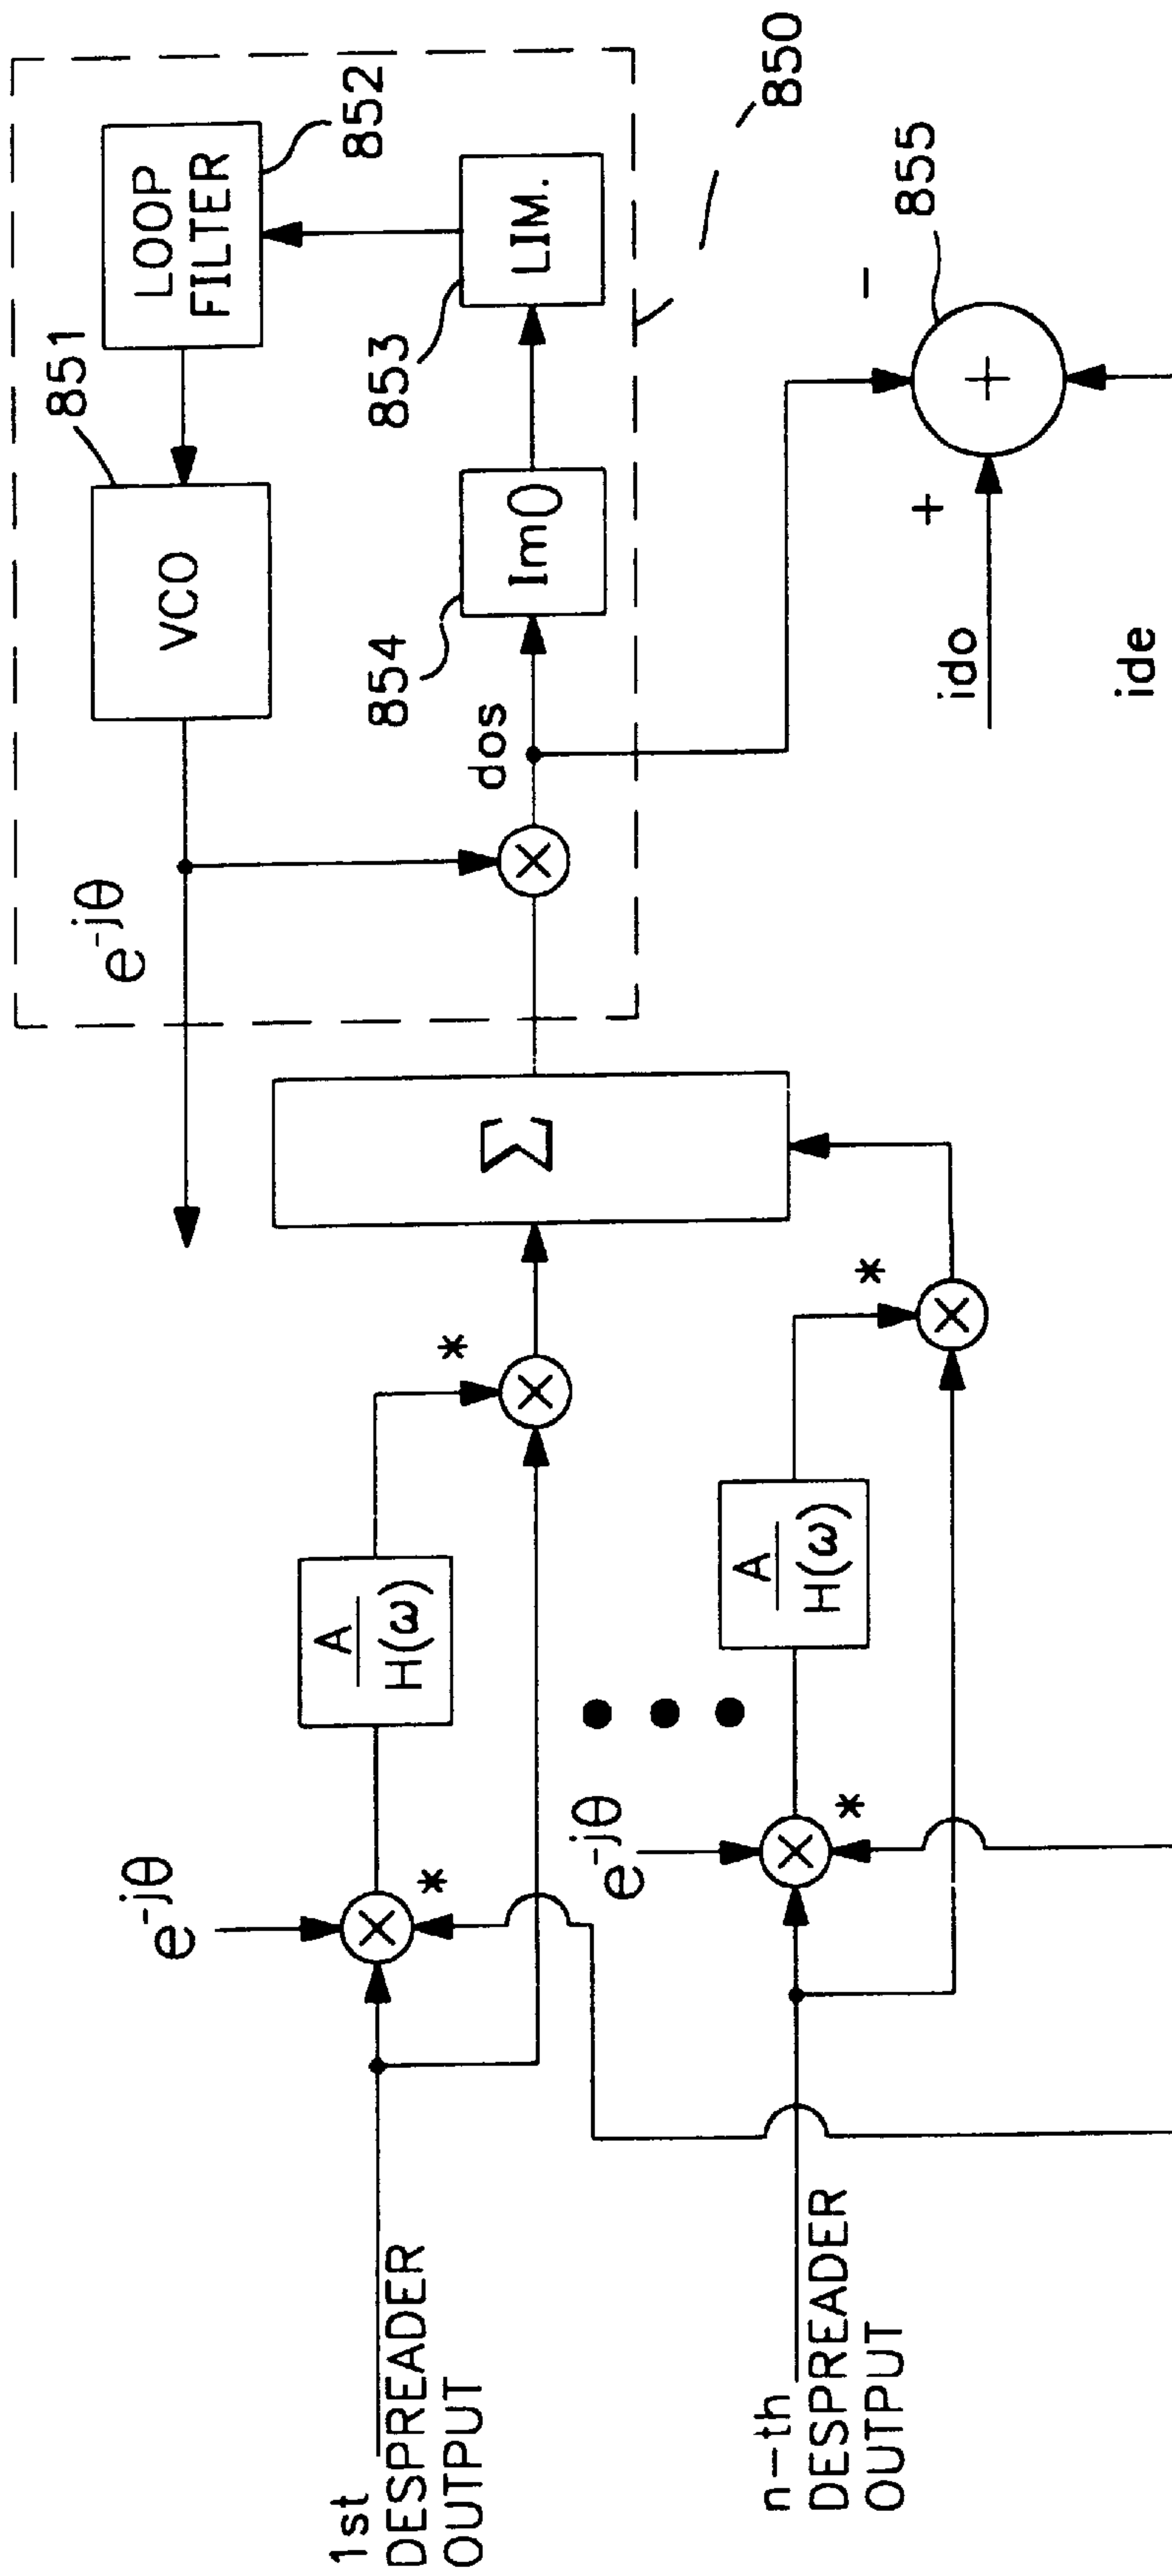 1st
DESPREADER
OUTPUT
e^-jθ
*
A
H(ω)
*
Σ
e^-jθ
VCO
851
LOOP
FILTER
852
dos
Im()
854
LIM.
853
850
n-th
DESPREADER
OUTPUT
e^-jθ
*
A
H(ω)
*
ido
+
-
+
855
ide